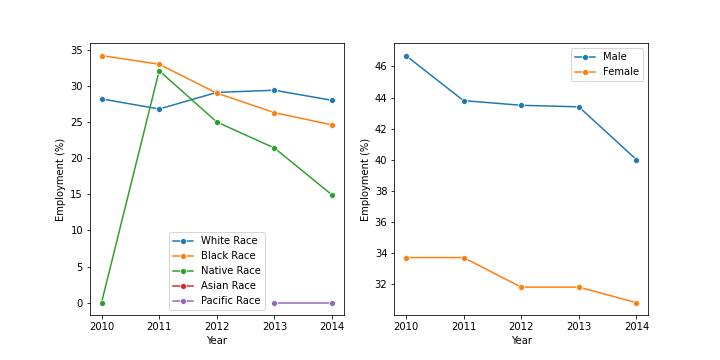 35
30
25
20
15
10
5
0
Employment (%)
White Race
Black Race
Native Race
Asian Race
Pacific Race
2010 2011 2012 2013 2014
Year
46
44
42
40
38
36
34
32
Employment (%)
Male
Female
2010 2011 2012 2013 2014
Year